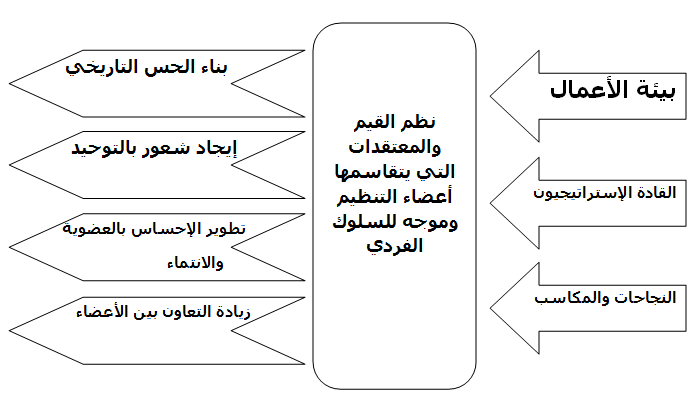 بيئة الأعمال
القادة الإستراتيجيون
النجاحات والمكاسب
نظم القيم
والمعتقدات
التي يتقاسمها
أعضاء التنظيم
وموجه للسلوك
الفردي
بناء الحس التاريخي
إيجاد شعور بالتوحيد
تطوير الإحساس بالعضوية
والانتماء
زيادة التعاون بين الأعضاء